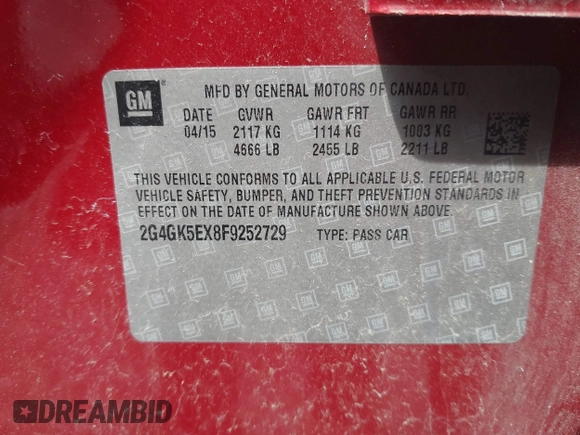 GM
MFD BY GENERAL MOTORS OF CANADA LTD.
DATE GVWR GAWR FRT GAWR RR
04/15 2117 KG 1114 KG 1003 KG
4666 LB 2455 LB 2211 LB
THIS VEHICLE CONFORMS TO ALL APPLICABLE U.S. FEDERAL MOTOR
VEHICLE SAFETY, BUMPER, AND THEFT PREVENTION STANDARDS IN
EFFECT ON THE DATE OF MANUFACTURE SHOWN ABOVE.
2G4GK5EX8F9252729 TYPE: PASS CAR
DREAMBID